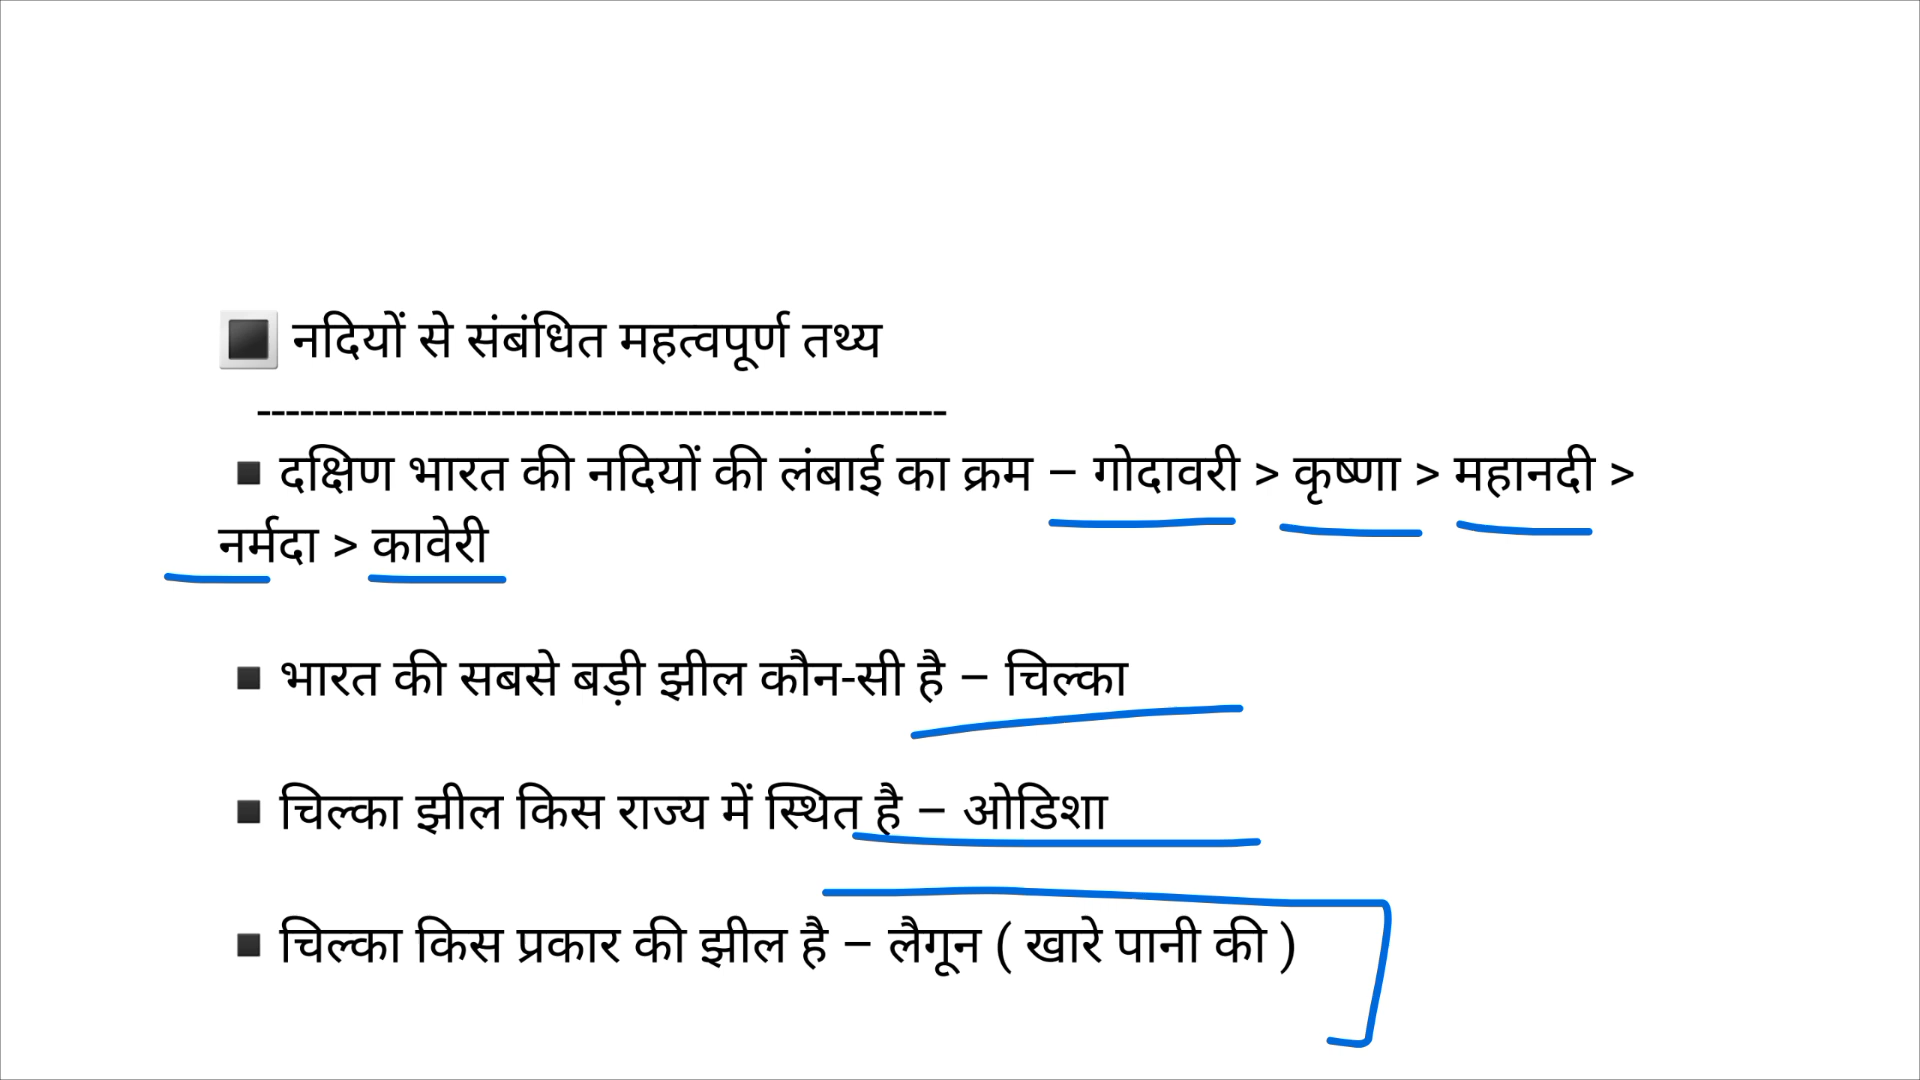 🔳 नदियों से संबंधित महत्वपूर्ण तथ्य
------------------------------------------------
▪ दक्षिण भारत की नदियों की लंबाई का क्रम – गोदावरी > कृष्णा > महानदी >
नर्मदा > कावेरी
▪ भारत की सबसे बड़ी झील कौन-सी है – चिल्का
▪ चिल्का झील किस राज्य में स्थित है – ओडिशा
▪ चिल्का किस प्रकार की झील है – लैगून ( खारे पानी की )